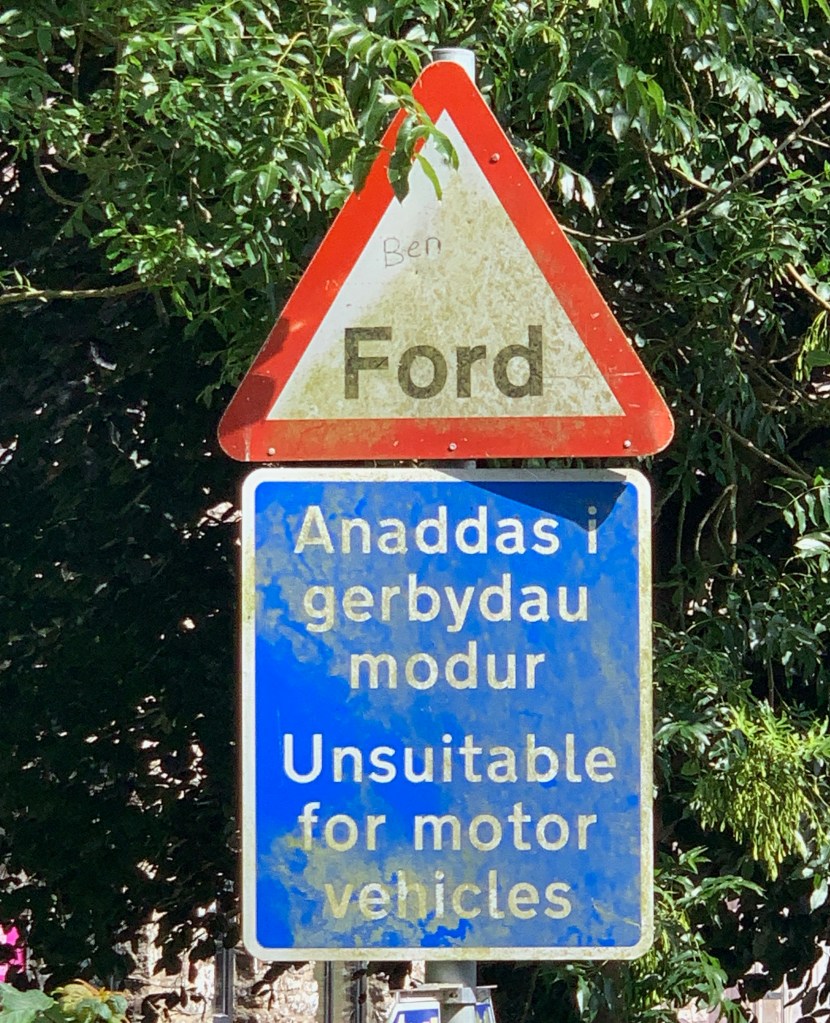 Ben
Ford
Anaddas i
gerbydau
modur
Unsuitable
for motor
vehicles